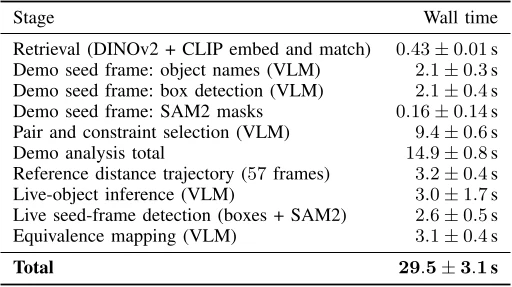 Stage Wall time
Retrieval (DINOv2 + CLIP embed and match) 0.43 ± 0.01 s
Demo seed frame: object names (VLM) 2.1 ± 0.3 s
Demo seed frame: box detection (VLM) 2.1 ± 0.4 s
Demo seed frame: SAM2 masks 0.16 ± 0.14 s
Pair and constraint selection (VLM) 9.4 ± 0.6 s
Demo analysis total 14.9 ± 0.8 s
Reference distance trajectory (57 frames) 3.2 ± 0.4 s
Live-object inference (VLM) 3.0 ± 1.7 s
Live seed-frame detection (boxes + SAM2) 2.6 ± 0.5 s
Equivalence mapping (VLM) 3.1 ± 0.4 s
Total 29.5 ± 3.1 s